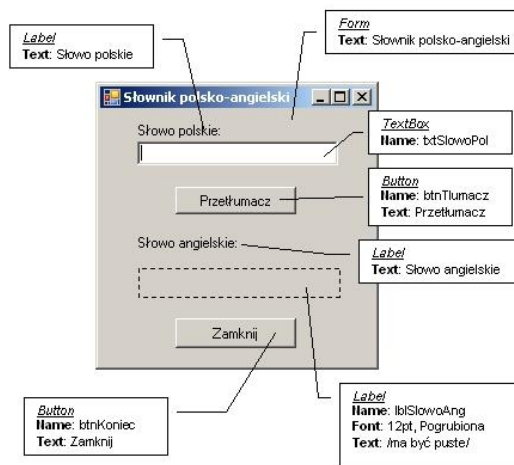 Label
Text: Słowo polskie
Form
Text: Słownik polsko-angielski
Słownik polsko-angielski
Słowo polskie:
TextBox
Name: txtSlowoPol
Przetłumacz
Button
Name: btnTlumacz
Text: Przetłumacz
Słowo angielskie:
Label
Text: Słowo angielskie
Zamknij
Button
Name: btnKoniec
Text: Zamknij
Label
Name: lblSlowoAng
Font: 12pt, Pogrubiona
Text: /ma być puste/